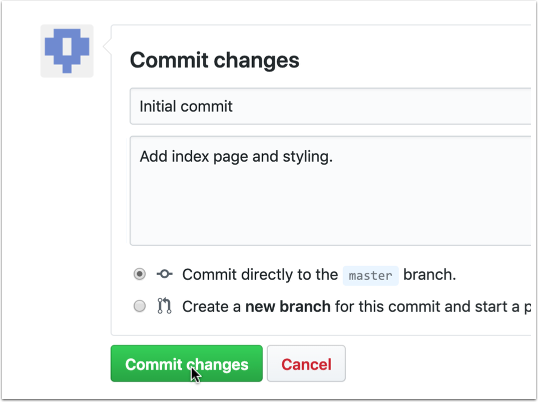 Commit changes
Initial commit
Add index page and styling.
Commit directly to the master branch.
Create a new branch for this commit and start a p
Commit changes Cancel